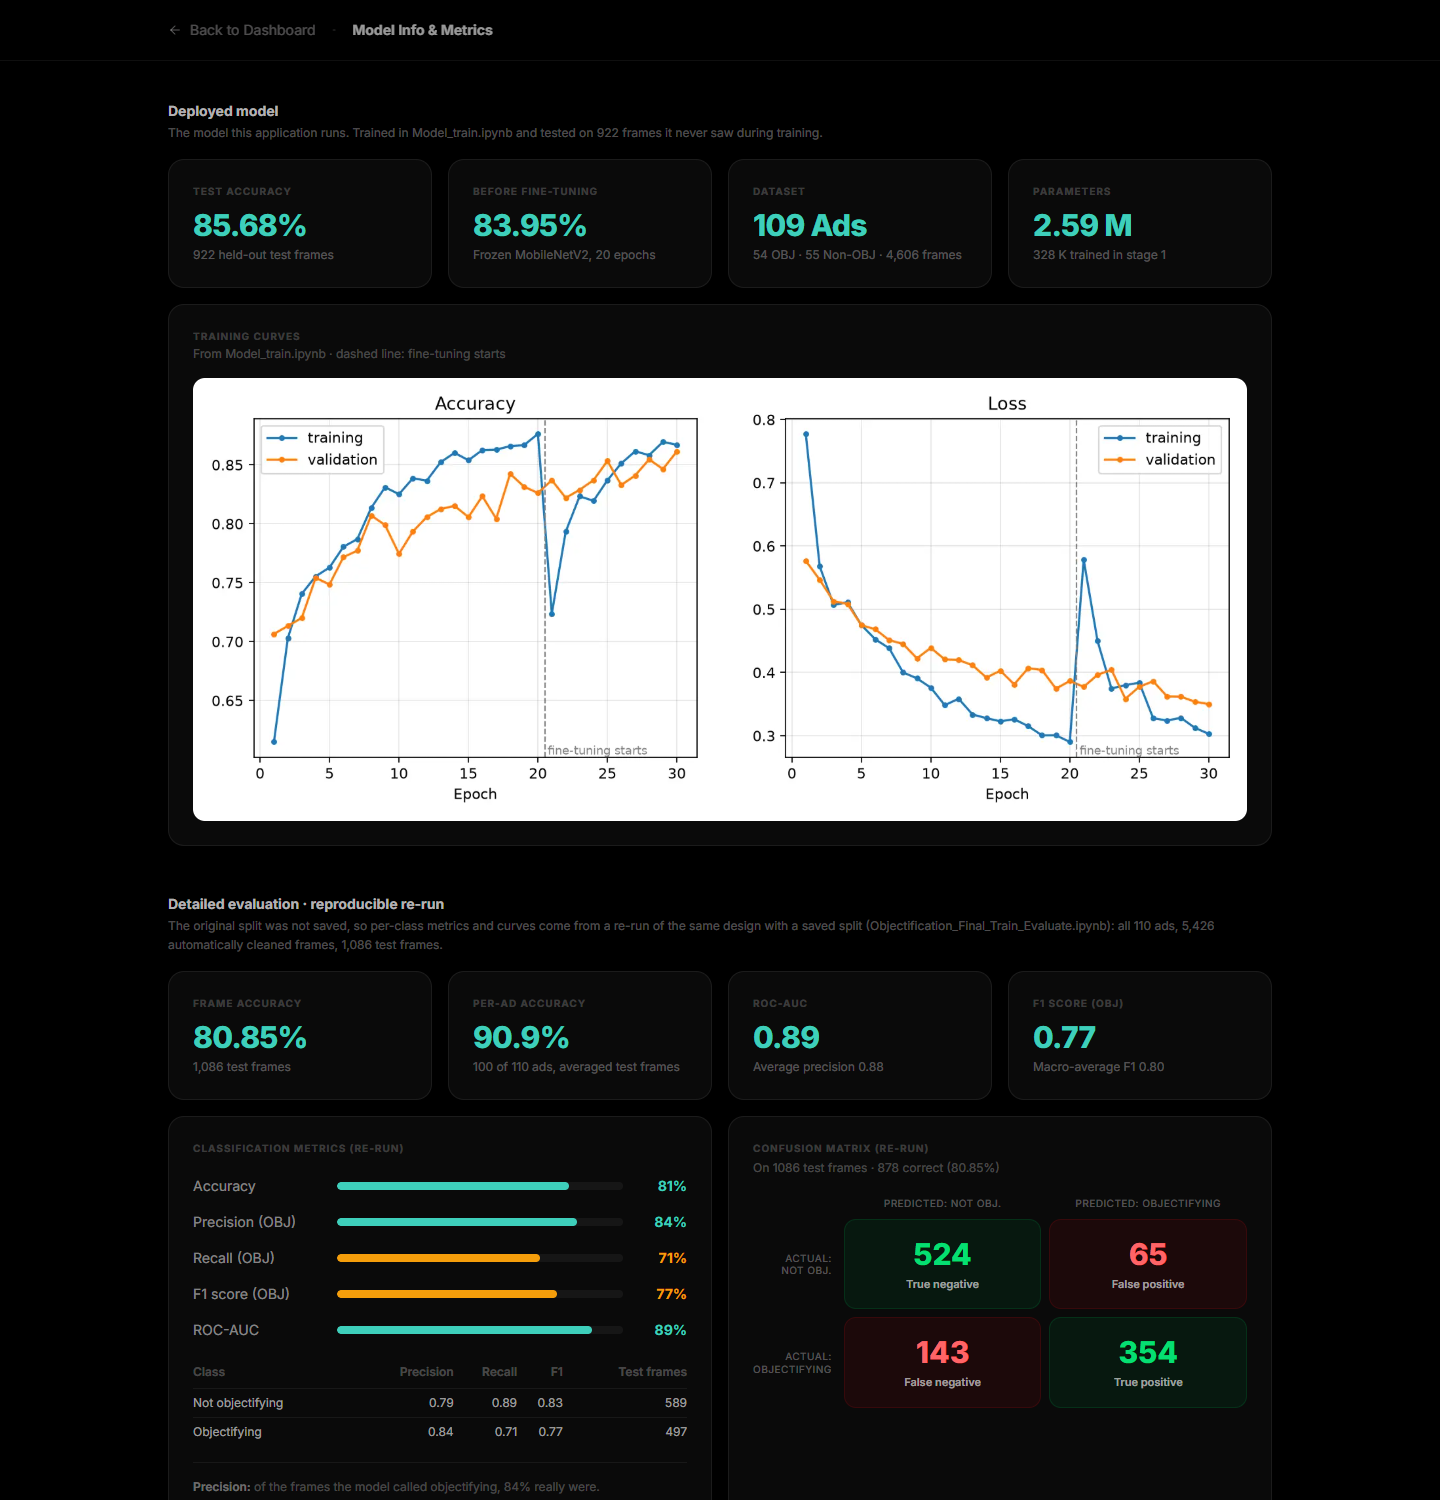 ← Back to Dashboard · Model Info & Metrics
Deployed model
The model this application runs. Trained in Model_train.ipynb and tested on 922 frames it never saw during training.
TEST ACCURACY
85.68%
922 held-out test frames
BEFORE FINE-TUNING
83.95%
Frozen MobileNetV2, 20 epochs
DATASET
109 Ads
54 OBJ · 55 Non-OBJ · 4,606 frames
PARAMETERS
2.59 M
328 K trained in stage 1
TRAINING CURVES
From Model_train.ipynb · dashed line: fine-tuning starts
Accuracy
training
validation
0.85
0.80
0.75
0.70
0.65
fine-tuning starts
0 5 10 15 20 25 30
Epoch
Loss
training
validation
0.8
0.7
0.6
0.5
0.4
0.3
fine-tuning starts
0 5 10 15 20 25 30
Epoch
Detailed evaluation · reproducible re-run
The original split was not saved, so per-class metrics and curves come from a re-run of the same design with a saved split (Objectification_Final_Train_Evaluate.ipynb): all 110 ads, 5,426
automatically cleaned frames, 1,086 test frames.
FRAME ACCURACY
80.85%
1,086 test frames
PER-AD ACCURACY
90.9%
100 of 110 ads, averaged test frames
ROC-AUC
0.89
Average precision 0.88
F1 SCORE (OBJ)
0.77
Macro-average F1 0.80
CLASSIFICATION METRICS (RE-RUN)
Accuracy 81%
Precision (OBJ) 84%
Recall (OBJ) 71%
F1 score (OBJ) 77%
ROC-AUC 89%
Class Precision Recall F1 Test frames
Not objectifying 0.79 0.89 0.83 589
Objectifying 0.84 0.71 0.77 497
Precision: of the frames the model called objectifying, 84% really were.
CONFUSION MATRIX (RE-RUN)
On 1086 test frames · 878 correct (80.85%)
PREDICTED: NOT OBJ. PREDICTED: OBJECTIFYING
ACTUAL:
NOT OBJ.
524
True negative
65
False positive
ACTUAL:
OBJECTIFYING
143
False negative
354
True positive